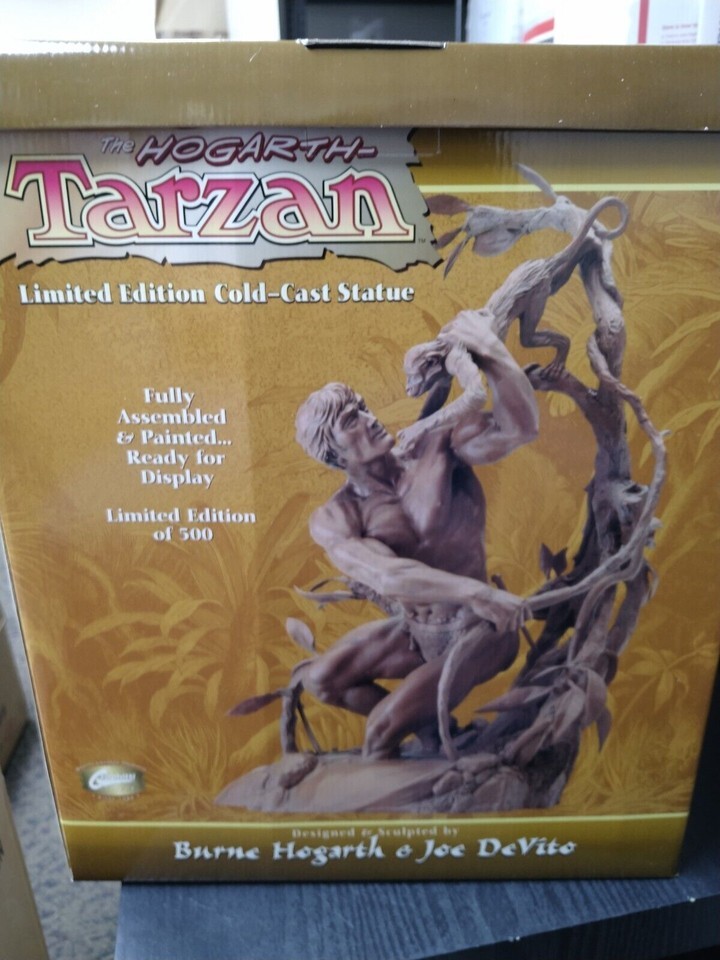 The HOGARTH-
Tarzan™
Limited Edition Cold-Cast Statue
Fully
Assembled
& Painted...
Ready for
Display
Limited Edition
of 500
Designed & Sculpted by
Burne Hogarth & Joe DeVito